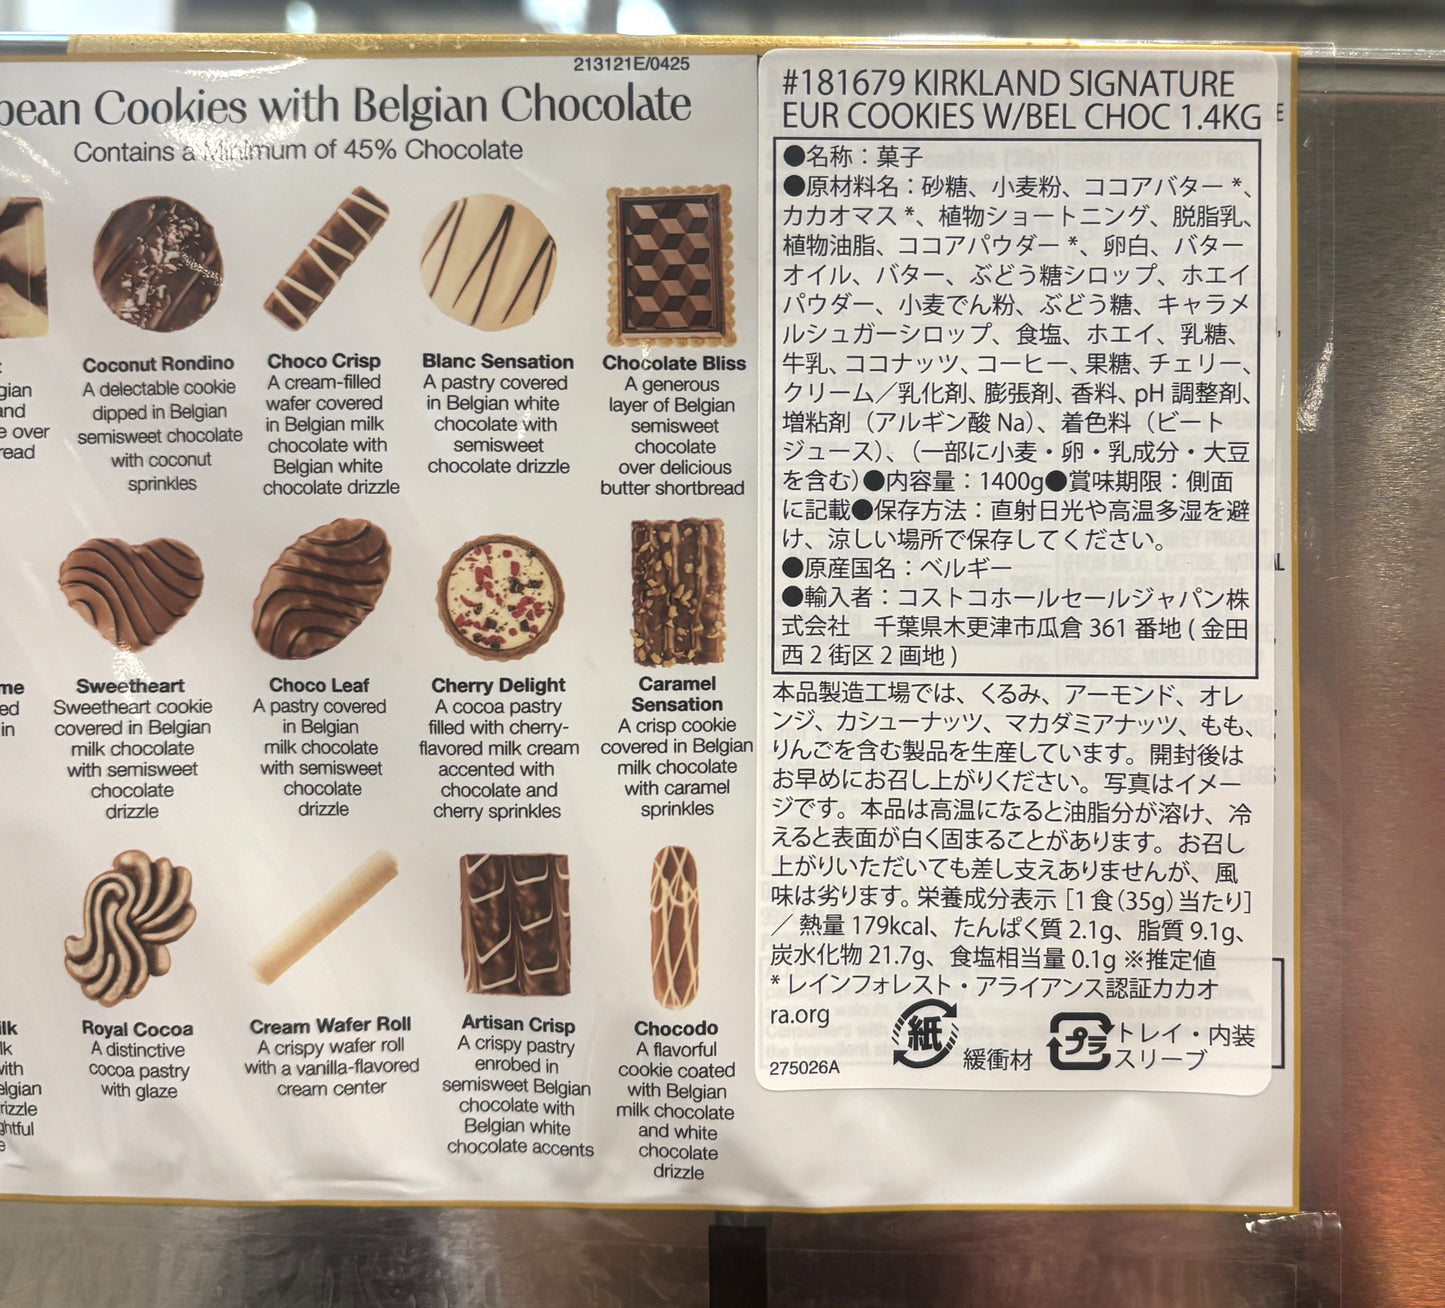 213121E/0425
pean Cookies with Belgian Chocolate
Contains a Minimum of 45% Chocolate
gian
and
e over
read
Coconut Rondino
A delectable cookie
dipped in Belgian
semisweet chocolate
with coconut
sprinkles
Choco Crisp
A cream-filled
wafer covered
in Belgian milk
chocolate with
Belgian white
chocolate drizzle
Blanc Sensation
A pastry covered
in Belgian white
chocolate with
semisweet
chocolate drizzle
Chocolate Bliss
A generous
layer of Belgian
semisweet
chocolate
over delicious
butter shortbread
me
ed
in
Sweetheart
Sweetheart cookie
covered in Belgian
milk chocolate
with semisweet
chocolate
drizzle
Choco Leaf
A pastry covered
in Belgian
milk chocolate
with semisweet
chocolate
drizzle
Cherry Delight
A cocoa pastry
filled with cherry-
flavored milk cream
accented with
chocolate and
cherry sprinkles
Caramel
Sensation
A crisp cookie
covered in Belgian
milk chocolate
with caramel
sprinkles
ilk
lk
with
elgian
rizzle
ghtful
e
Royal Cocoa
A distinctive
cocoa pastry
with glaze
Cream Wafer Roll
A crispy wafer roll
with a vanilla-flavored
cream center
Artisan Crisp
A crispy pastry
enrobed in
semisweet Belgian
chocolate with
Belgian white
chocolate accents
Chocodo
A flavorful
cookie coated
with Belgian
milk chocolate
and white
chocolate
drizzle
#181679 KIRKLAND SIGNATURE
EUR COOKIES W/BEL CHOC 1.4KG
●名称：菓子
●原材料名：砂糖、小麦粉、ココアバター*、
カカオマス*、植物ショートニング、脱脂乳、
植物油脂、ココアパウダー*、卵白、バター
オイル、バター、ぶどう糖シロップ、ホエイ
パウダー、小麦でん粉、ぶどう糖、キャラメ
ルシュガーシロップ、食塩、ホエイ、乳糖、
牛乳、ココナッツ、コーヒー、果糖、チェリー、
クリーム／乳化剤、膨張剤、香料、pH 調整剤、
増粘剤（アルギン酸 Na）、着色料（ビート
ジュース）、（一部に小麦・卵・乳成分・大豆
を含む）●内容量：1400g●賞味期限：側面
に記載●保存方法：直射日光や高温多湿を避
け、涼しい場所で保存してください。
●原産国名：ベルギー
●輸入者：コストコホールセールジャパン株
式会社　千葉県木更津市瓜倉 361 番地 ( 金田
西 2 街区 2 画地 )
本品製造工場では、くるみ、アーモンド、オレ
ンジ、カシューナッツ、マカダミアナッツ、もも、
りんごを含む製品を生産しています。開封後は
お早めにお召し上がりください。写真はイメー
ジです。本品は高温になると油脂分が溶け、冷
えると表面が白く固まることがあります。お召し
上がりいただいても差し支えありませんが、風
味は劣ります。栄養成分表示［1 食（35g）当たり］
／ 熱量 179kcal、たんぱく質 2.1g、脂質 9.1g、
炭水化物 21.7g、食塩相当量 0.1g ※推定値
* レインフォレスト・アライアンス認証カカオ
ra.org
紙
緩衝材
プラ
トレイ・内装
スリーブ
275026A